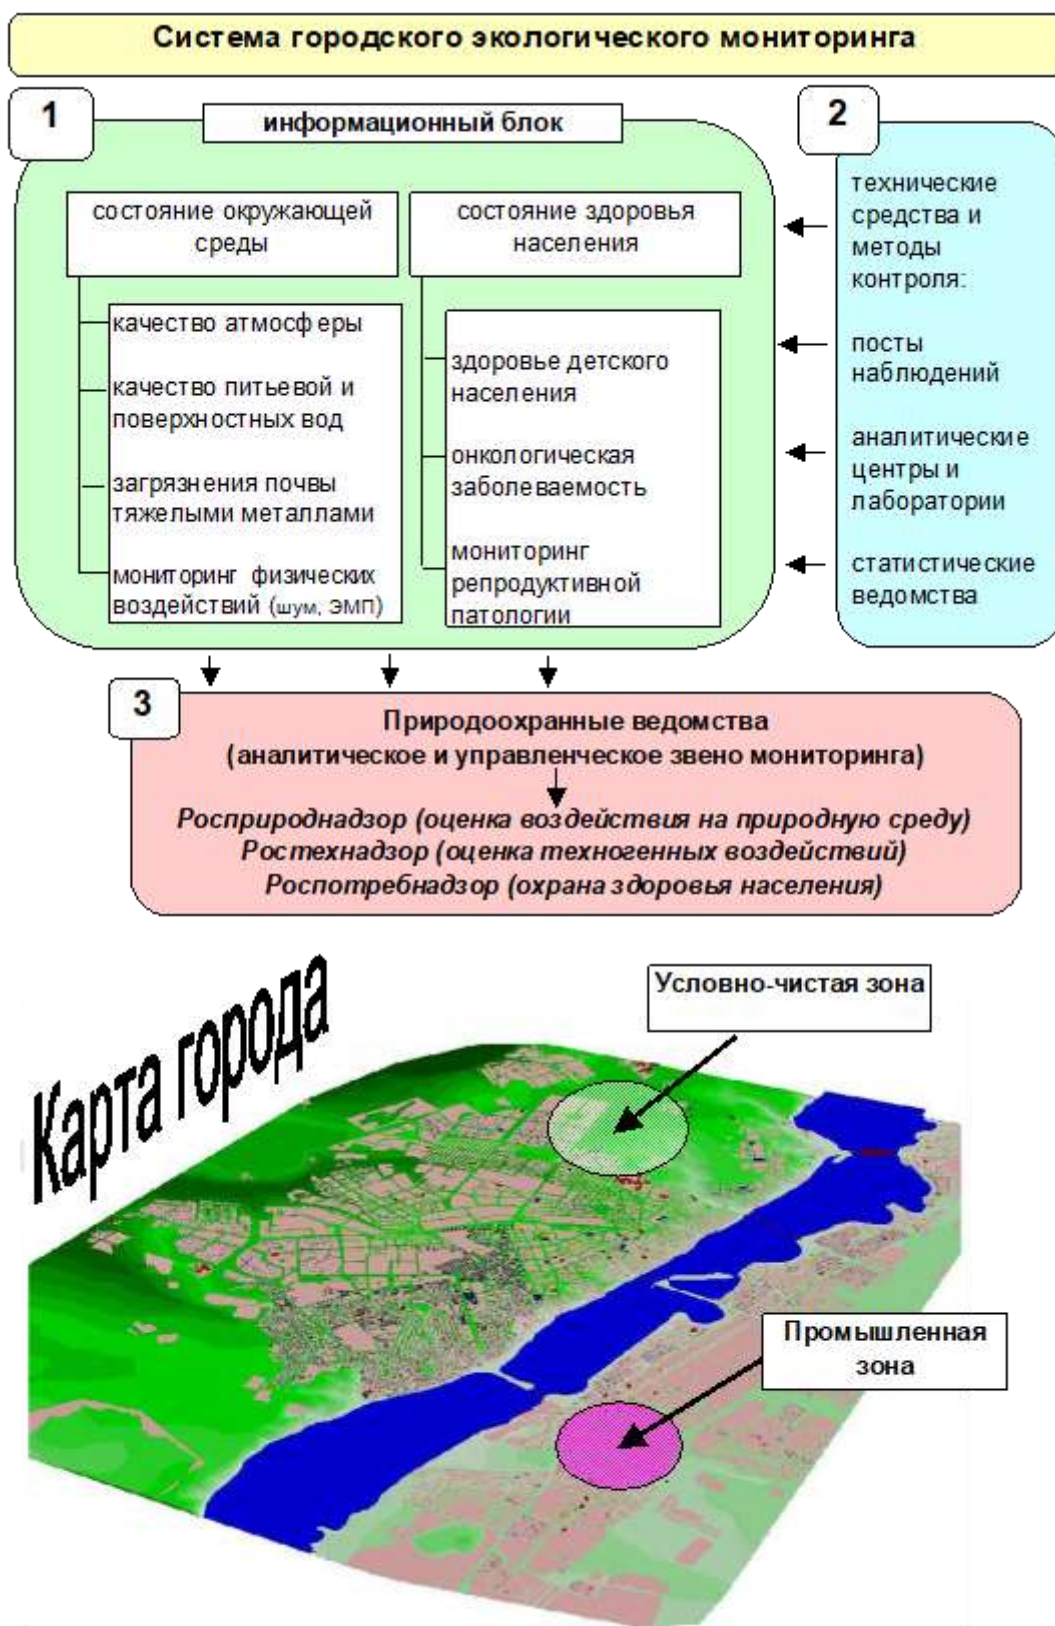 Система городского экологического мониторинга
1
информационный блок
состояние окружающей
среды
качество атмосферы
качество питьевой и
поверхностных вод
загрязнения почвы
тяжелыми металлами
мониторинг физических
воздействий (шум, ЭМП)
состояние здоровья
населения
здоровье детского
населения
онкологическая
заболеваемость
мониторинг
репродуктивной
патологии
2
технические
средства и
методы
контроля:
посты
наблюдений
аналитические
центры и
лаборатории
статистические
ведомства
3
Природоохранные ведомства
(аналитическое и управленческое звено мониторинга)
Росприроднадзор (оценка воздействия на природную среду)
Ростехнадзор (оценка техногенных воздействий)
Роспотребнадзор (охрана здоровья населения)
Карта города
Условно-чистая зона
Промышленная
зона